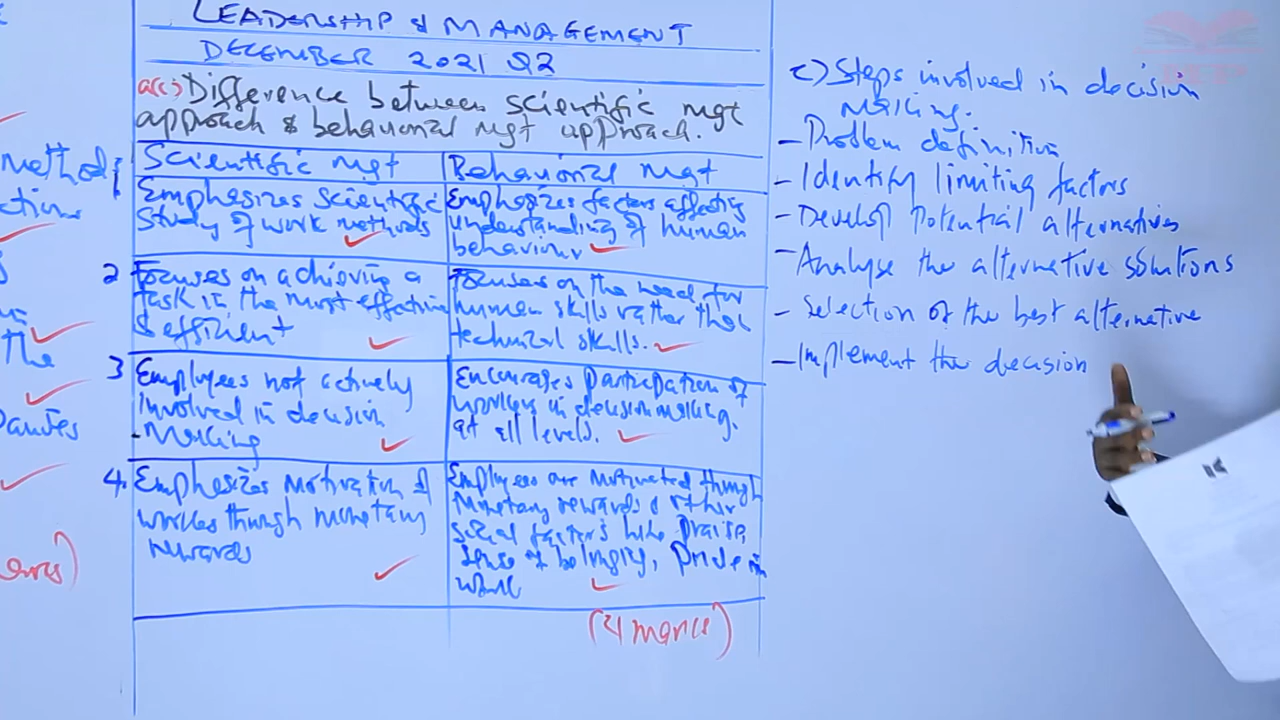 LEADERSHIP & MANAGEMENT
DECEMBER 2021 Q2
Difference between scientific mgt
approach & behavioral mgt approach.
Scientific mgt
Emphasizes scientific
study of work methods
2 Focuses on achieving a
task in the most effective
& efficient
3 Employees not actively
involved in decision
-making
4. Emphasizes motivation of
workers through monetary
rewards
Behavioral mgt
Emphasizes factors affecting
understanding of human
behaviour
focuses on the need for
human skills rather than
technical skills.
Encourages participation of
workers in decision making.
at all levels.
Employees are motivated through
monetary rewards & other
social factors like praise,
sense of belonging, pride in
work
(4 marks)
c) Steps involved in decision
making.
- Problem definition
- Identify limiting factors
- Develop potential alternatives
- Analyse the alternative solutions
- Selection of the best alternative
- Implement the decision
method
ctions
the